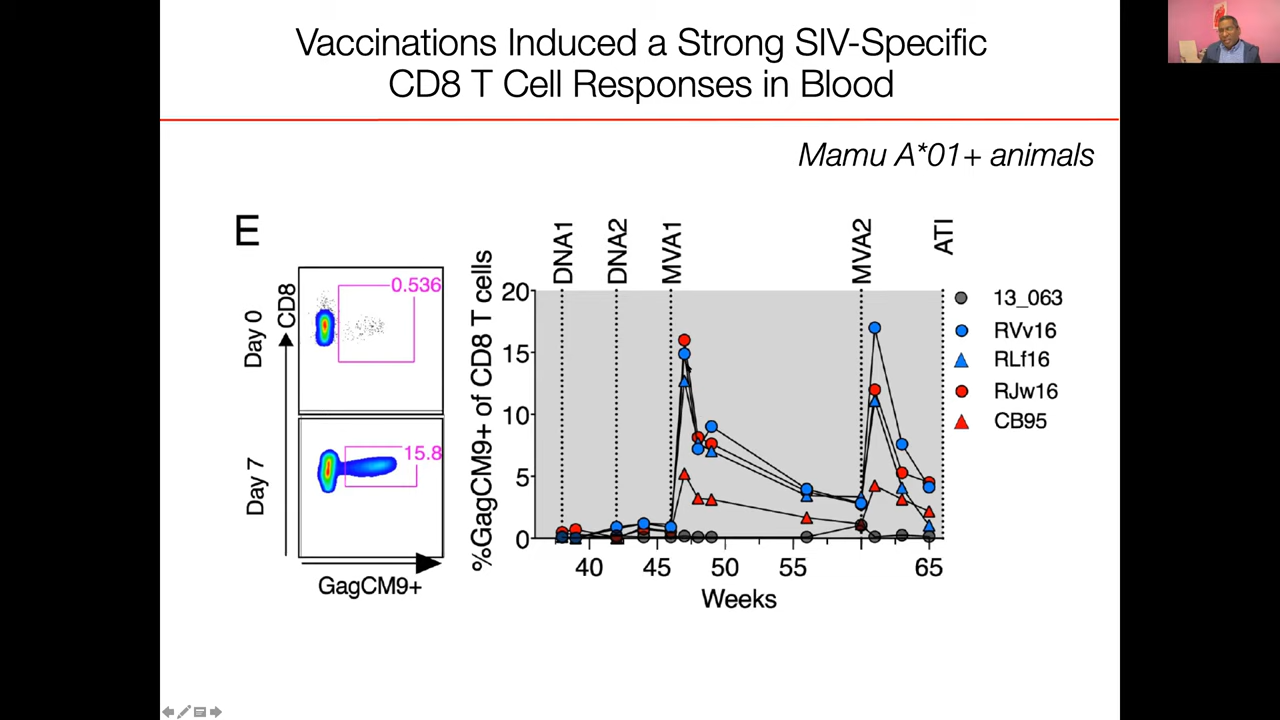 Vaccinations Induced a Strong SIV-Specific
CD8 T Cell Responses in Blood
Mamu A*01+ animals
E
CD8
Day 0
0.536
Day 7
15.8
GagCM9+
%GagCM9+ of CD8 T cells
DNA1
DNA2
MVA1
MVA2
ATI
20
15
10
5
0
40 45 50 55 65
Weeks
13_063
RVv16
RLf16
RJw16
CB95